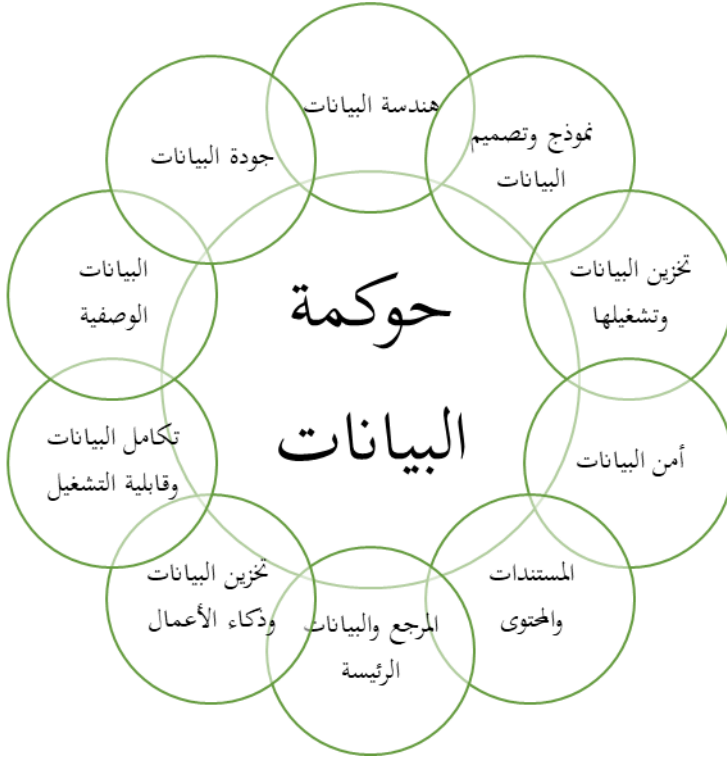 حوكمة
البيانات
هندسة البيانات
نموذج وتصميم
البيانات
تخزين البيانات
وتشغيلها
أمن البيانات
المستندات
والمحتوى
المرجع والبيانات
الرئيسة
تخزين البيانات
وذكاء الأعمال
تكامل البيانات
وقابلية التشغيل
البيانات
الوصفية
جودة البيانات